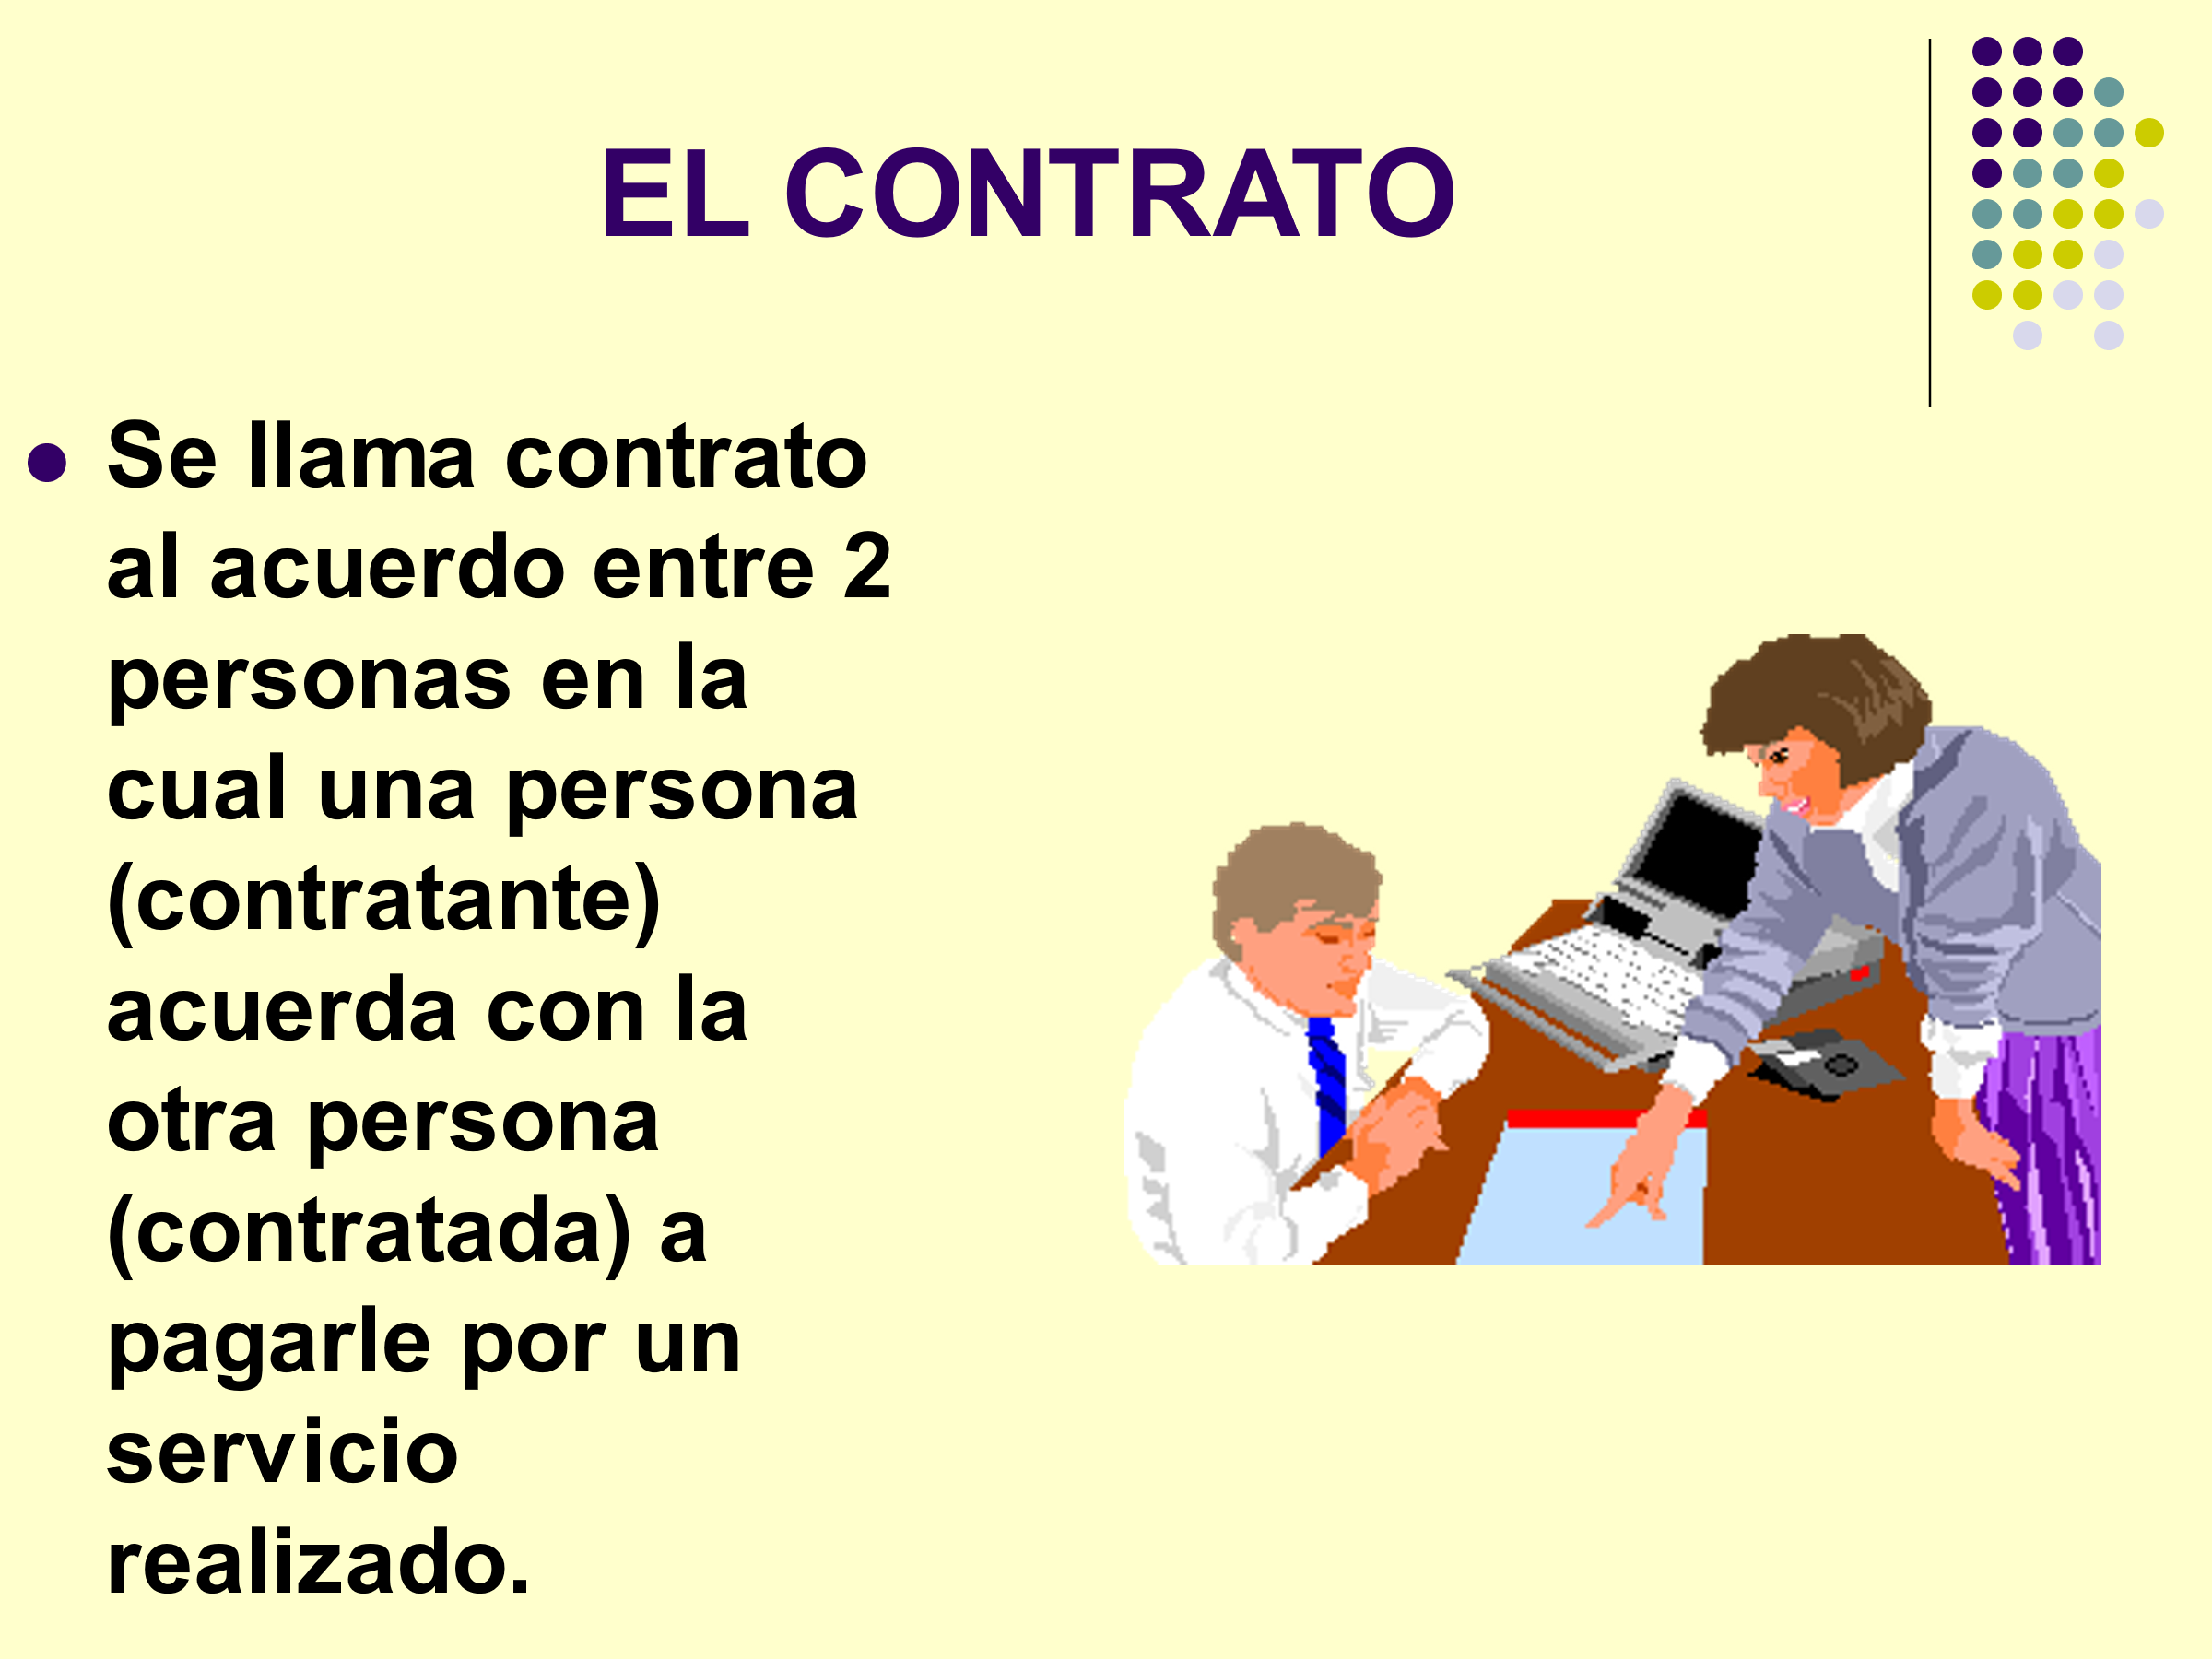 EL CONTRATO
Se llama contrato
al acuerdo entre 2
personas en la
cual una persona
(contratante)
acuerda con la
otra persona
(contratada) a
pagarle por un
servicio
realizado.